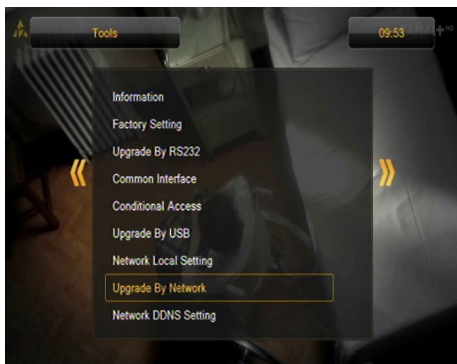 Tools
09:53
Information
Factory Setting
Upgrade By RS232
Common Interface
Conditional Access
Upgrade By USB
Network Local Setting
Upgrade By Network
Network DDNS Setting